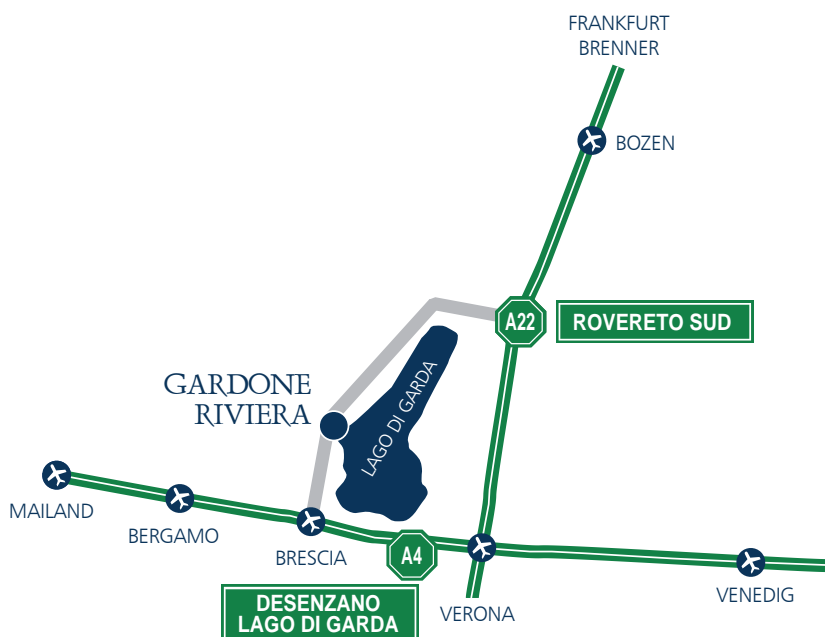 FRANKFURT
BRENNER
BOZEN
A22
ROVERETO SUD
GARDONE
RIVIERA
LAGO DI GARDA
MAILAND
BERGAMO
BRESCIA
A4
VERONA
VENEDIG
DESENZANO
LAGO DI GARDA